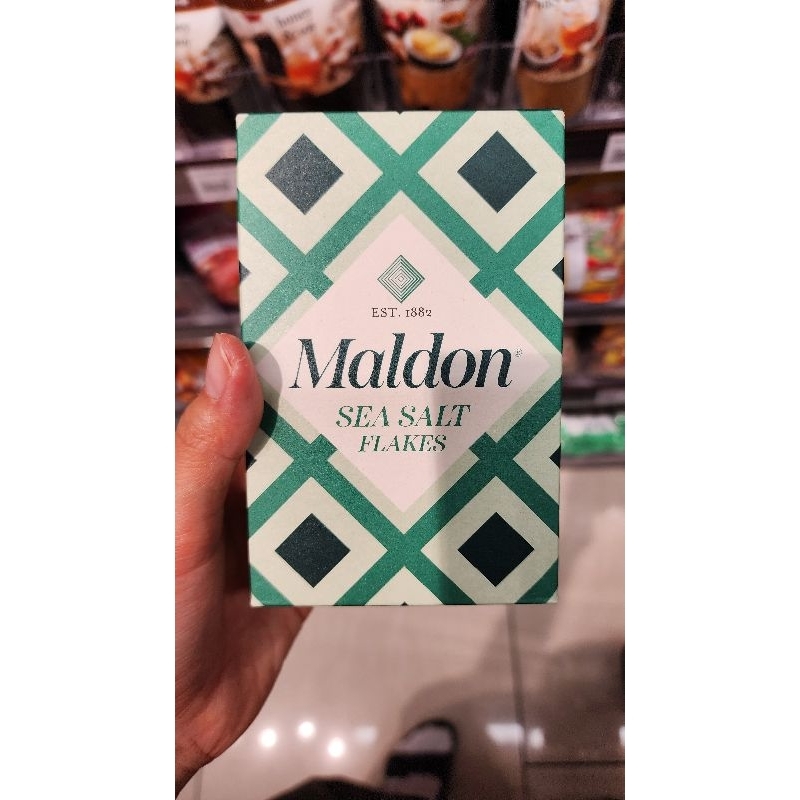 EST. 1882
Maldon
SEA SALT
FLAKES